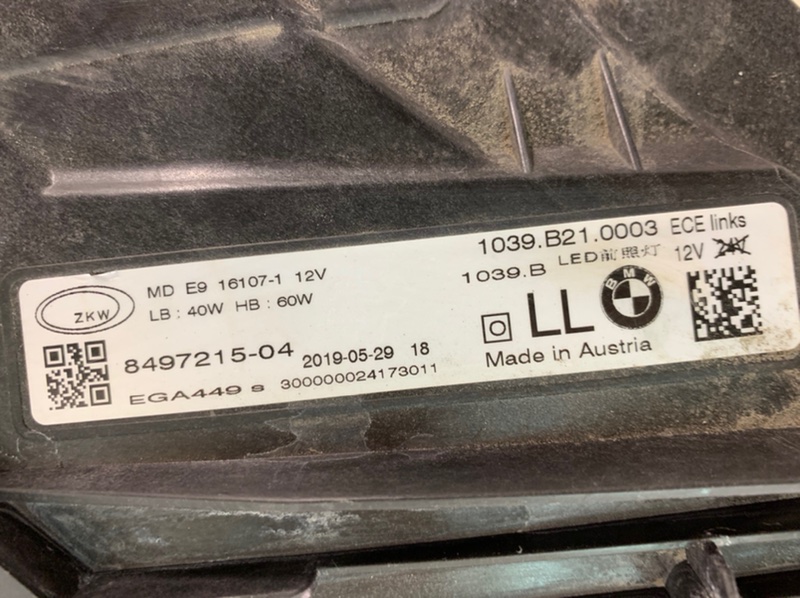 ZKW
MD E9 16107-1 12V
LB : 40W HB : 60W
8497215-04 2019-05-29 18
EGA449 s 300000024173011
1039.B21.0003 ECE links
1039.B LED前照灯 12V 24V
LL BMW
Made in Austria